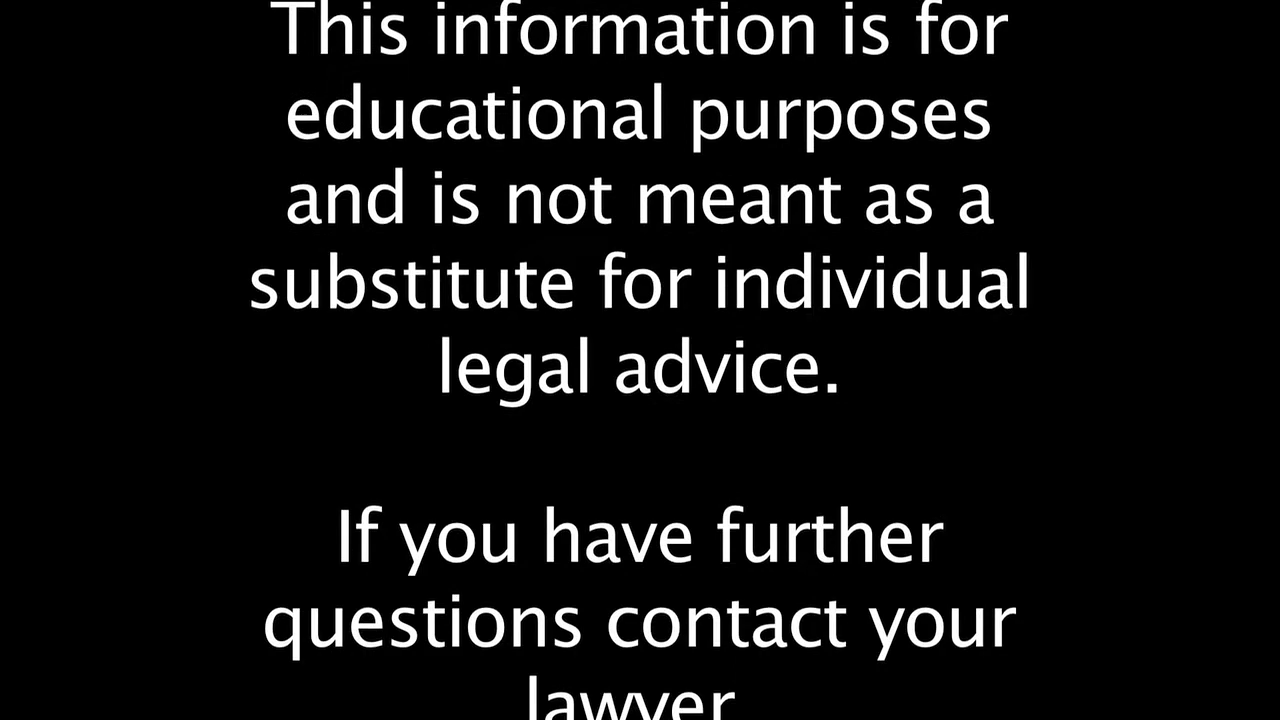 This information is for
educational purposes
and is not meant as a
substitute for individual
legal advice.
If you have further
questions contact your
lawyer